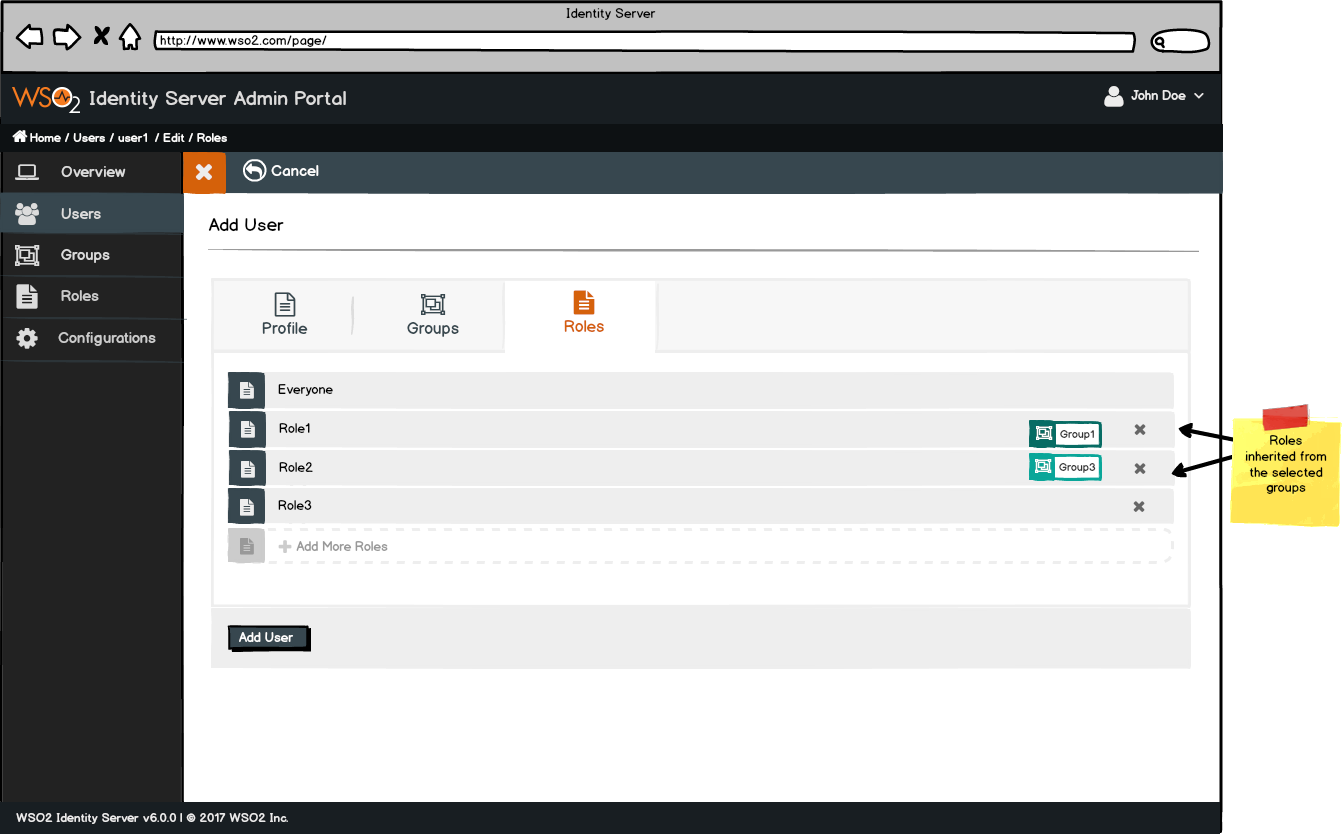 Identity Server
http://www.wso2.com/page/
WSO2 Identity Server Admin Portal
John Doe
Home / Users / user1 / Edit / Roles
Overview
Cancel
Users
Add User
Groups
Roles
Configurations
Profile
Groups
Roles
Everyone
Role1
Group1
Role2
Group3
Role3
Add More Roles
Roles
inherited from
the selected
groups
Add User
WSO2 Identity Server v6.0.0 | © 2017 WSO2 Inc.